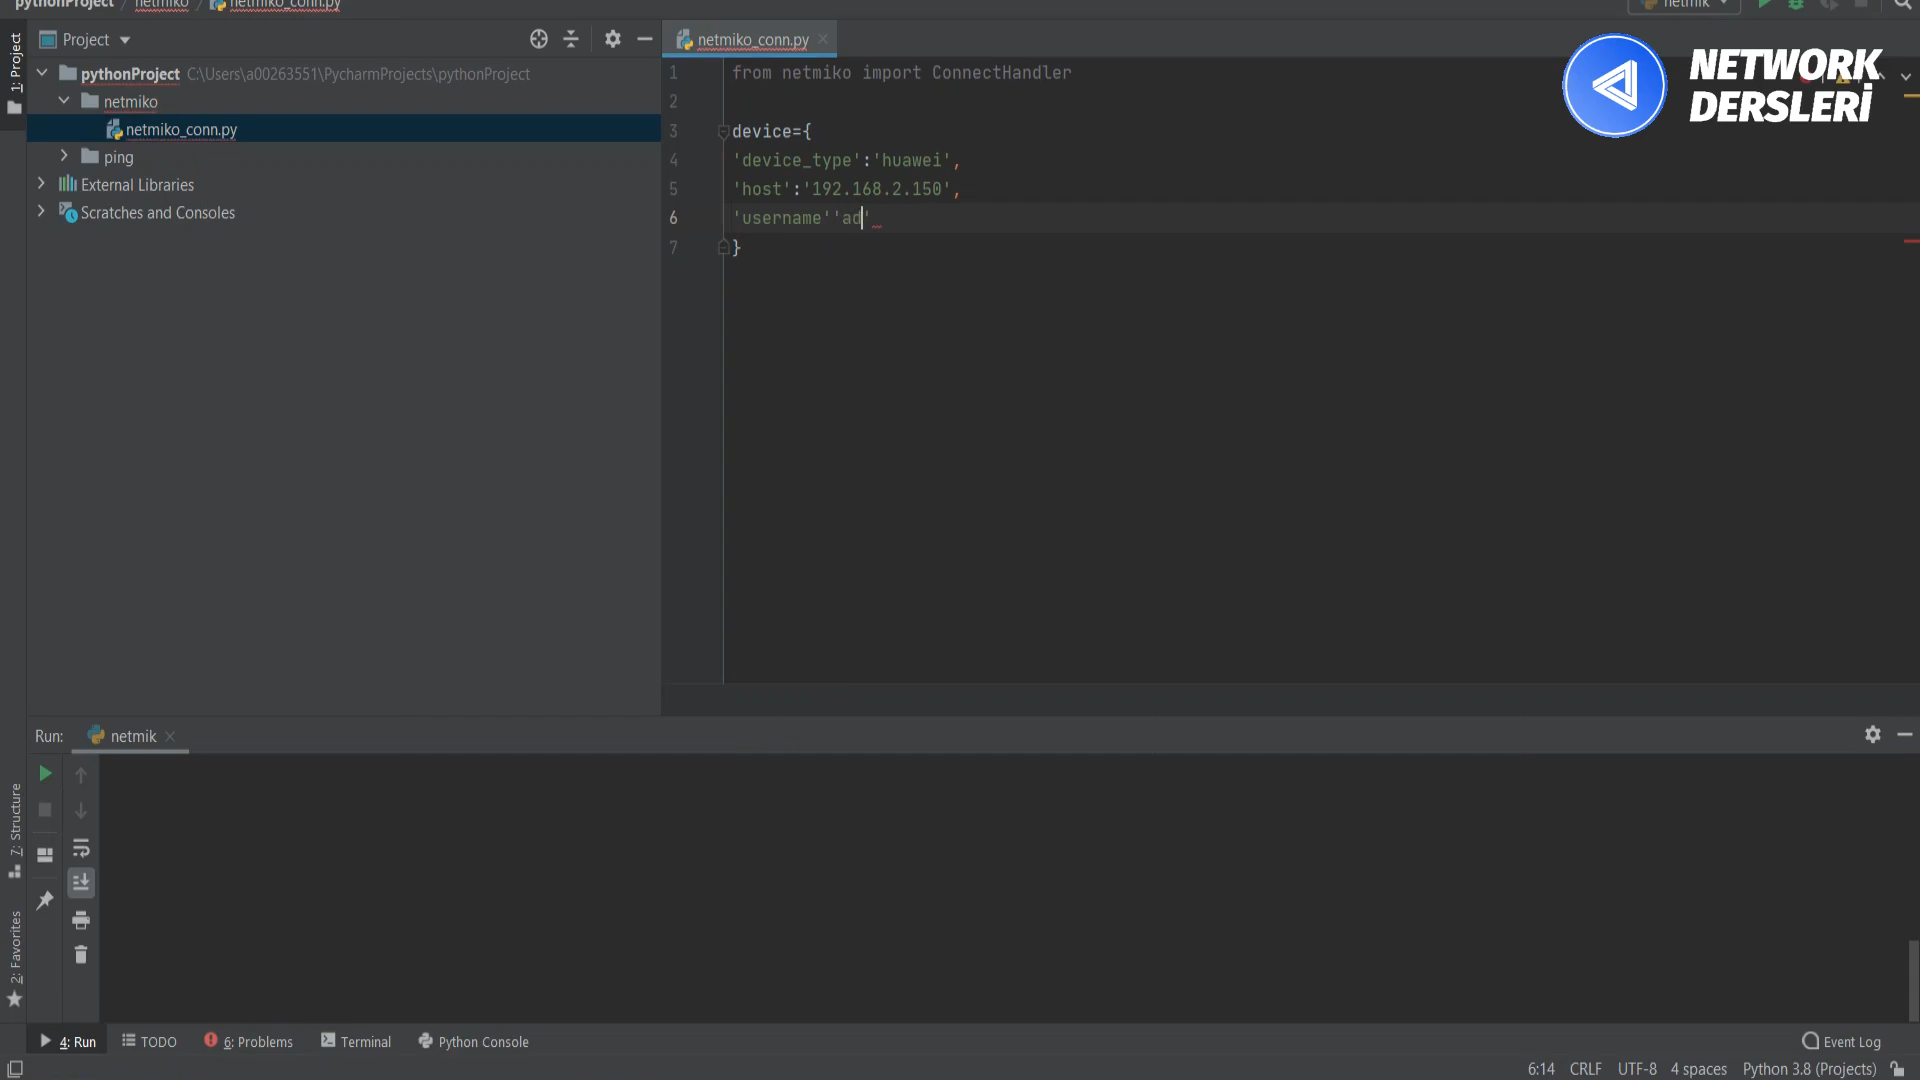 pythonProject / netmiko / netmiko_conn.py
netmik
1: Project
Project
netmiko_conn.py
pythonProject C:\Users\a00263551\PycharmProjects\pythonProject
netmiko
netmiko_conn.py
ping
External Libraries
Scratches and Consoles
1 from netmiko import ConnectHandler
2
3 device={
4 'device_type':'huawei',
5 'host':'192.168.2.150',
6 'username''ad'
7 }
NETWORK
DERSLERİ
Run: netmik
7: Structure
2: Favorites
4: Run
TODO
6: Problems
Terminal
Python Console
Event Log
6:14 CRLF UTF-8 4 spaces Python 3.8 (Projects)